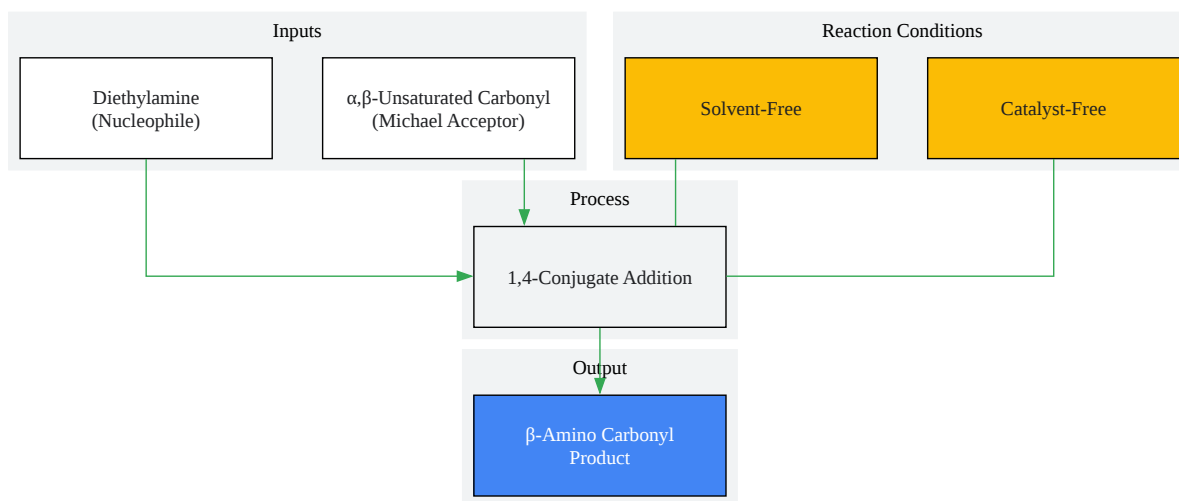 Inputs
Reaction Conditions
Diethylamine
(Nucleophile)
α,β-Unsaturated Carbonyl
(Michael Acceptor)
Solvent-Free
Catalyst-Free
Process
1,4-Conjugate Addition
Output
β-Amino Carbonyl
Product